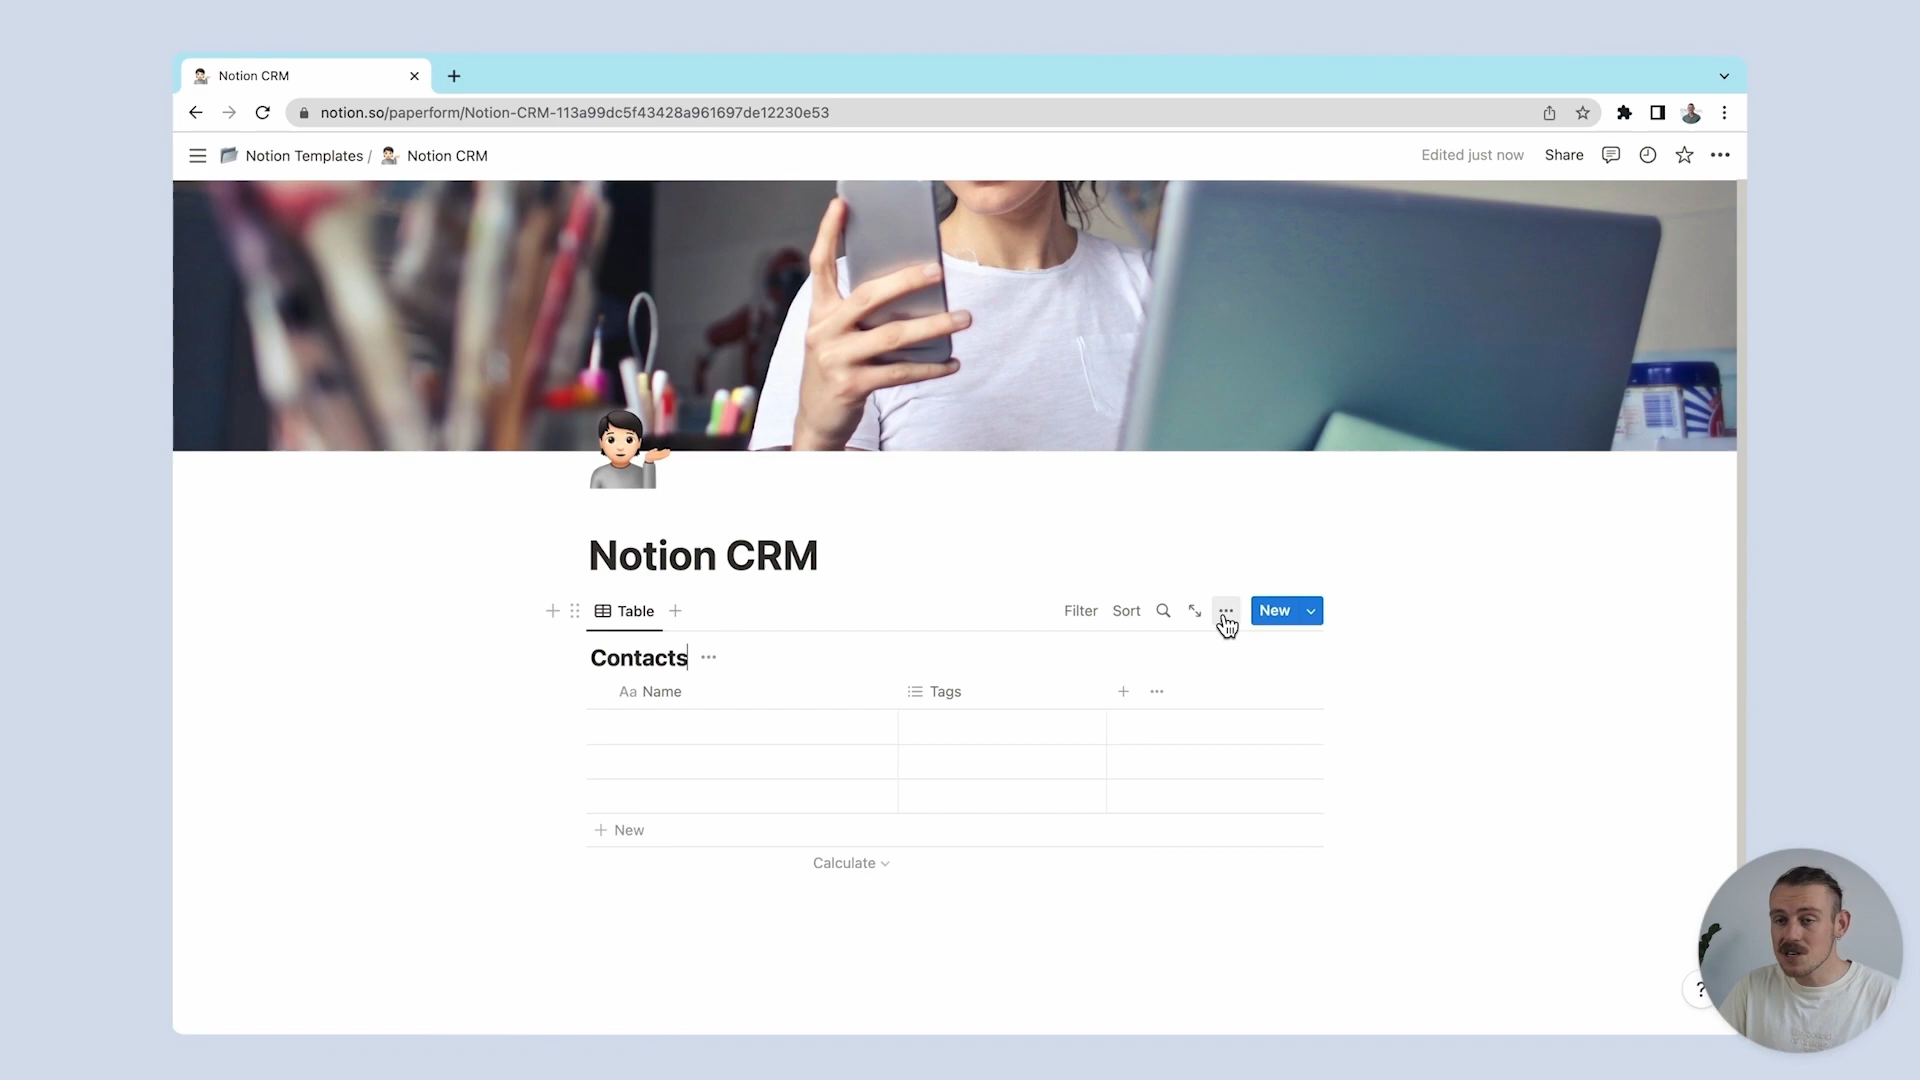 Notion CRM
notion.so/paperform/Notion-CRM-113a99dc5f43428a961697de12230e53
Notion Templates / Notion CRM
Edited just now Share
Notion CRM
Table
Filter Sort New
Contacts
Aa Name Tags
New
Calculate
?